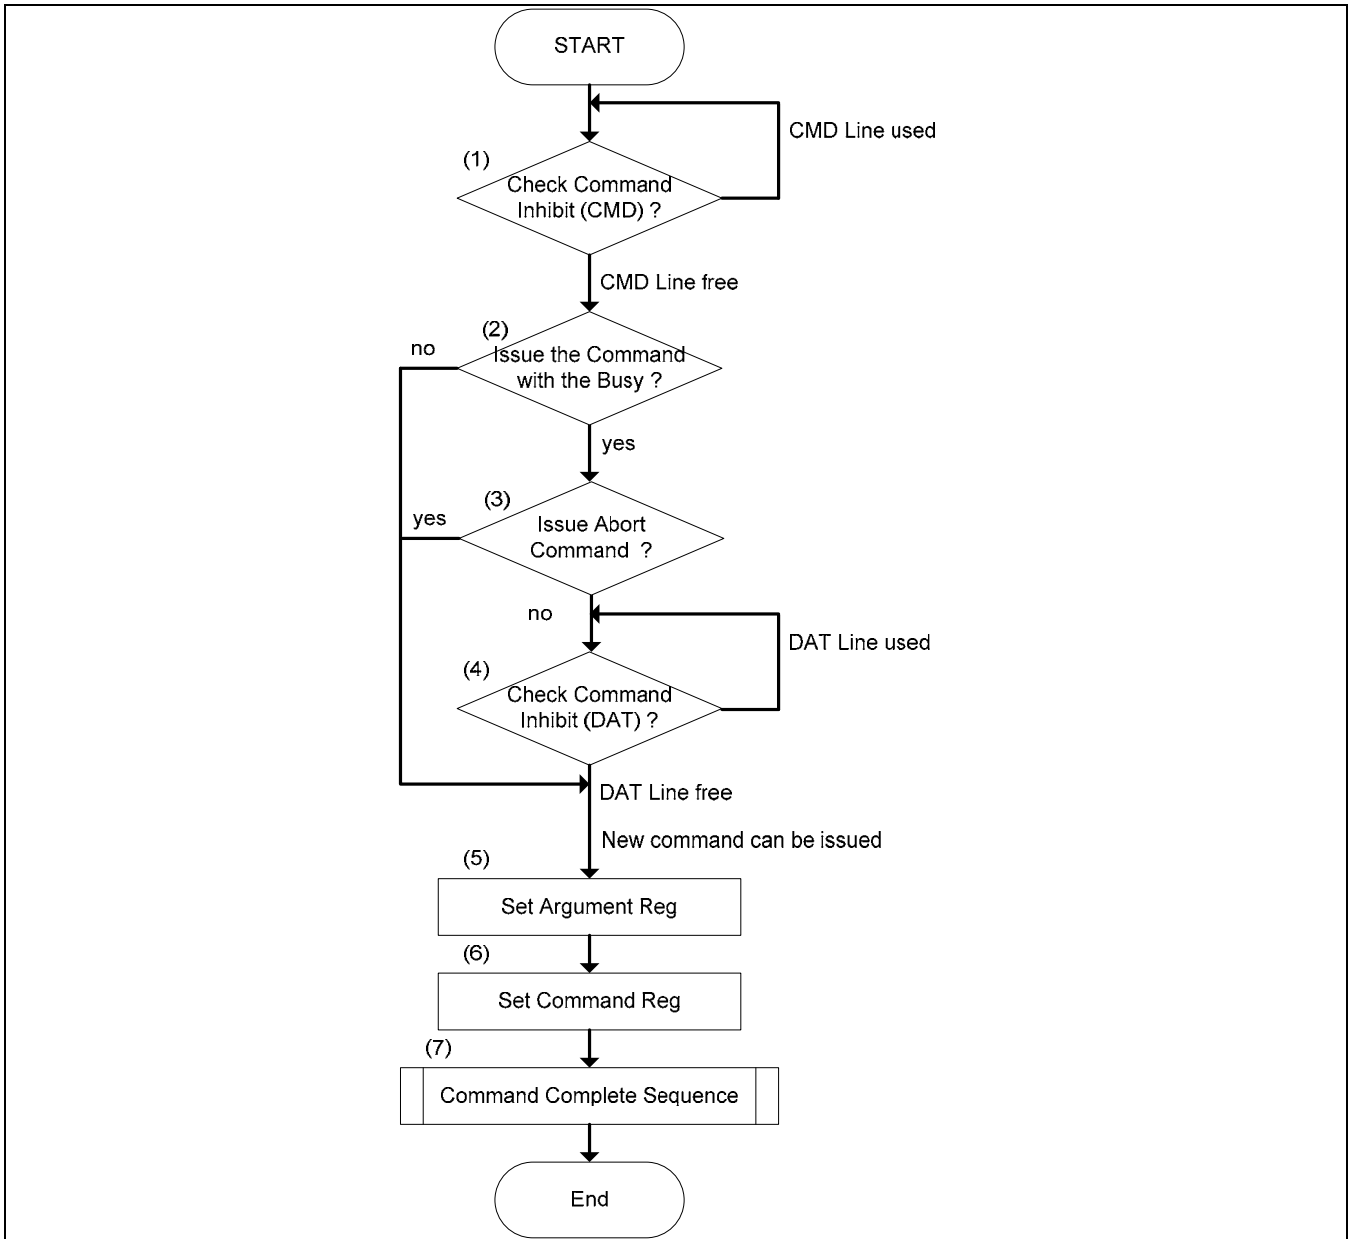 START
CMD Line used
(1)
Check Command
Inhibit (CMD) ?
CMD Line free
(2)
no
Issue the Command
with the Busy ?
yes
(3)
yes
Issue Abort
Command ?
no
DAT Line used
(4)
Check Command
Inhibit (DAT) ?
DAT Line free
New command can be issued
(5)
Set Argument Reg
(6)
Set Command Reg
(7)
Command Complete Sequence
End